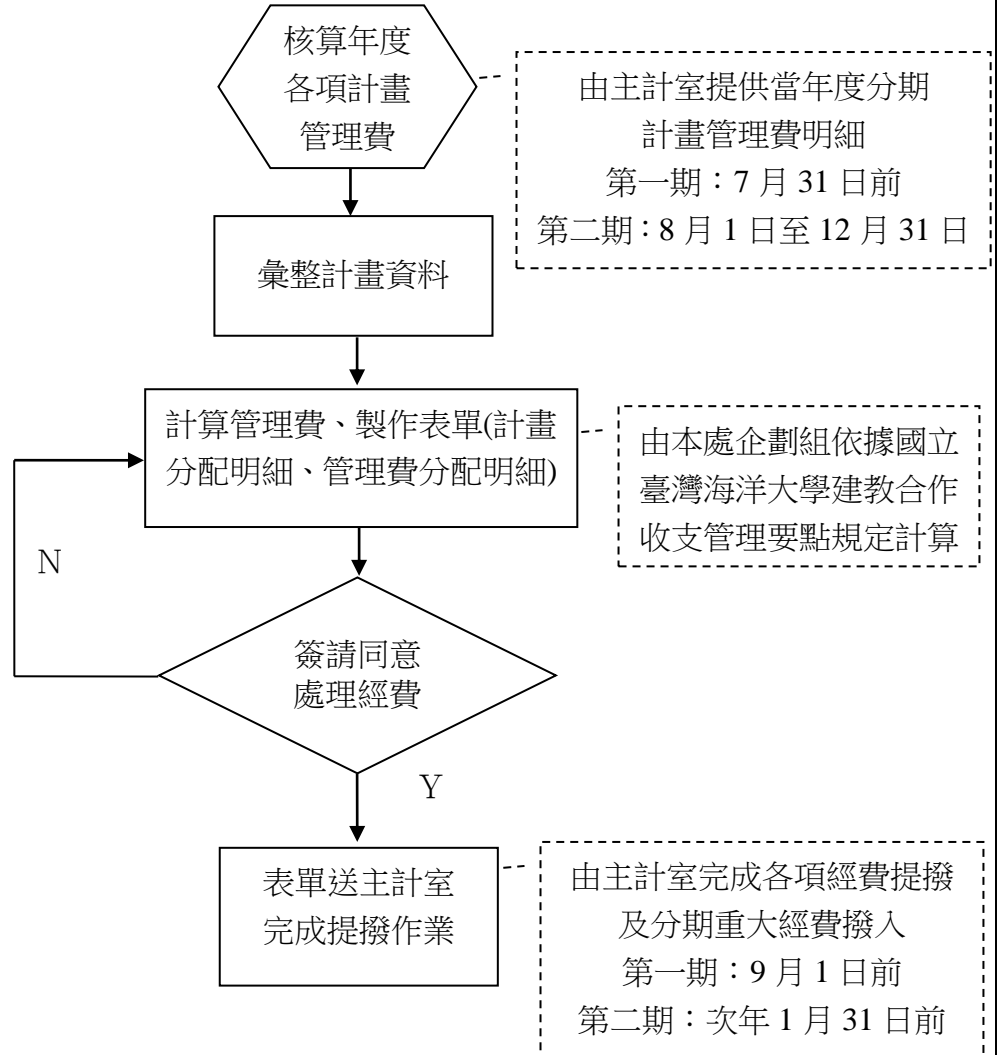 核算年度
各項計畫
管理費
由主計室提供當年度分期
計畫管理費明細
第一期：7 月 31 日前
第二期：8 月 1 日至 12 月 31 日
彙整計畫資料
計算管理費、製作表單(計畫
分配明細、管理費分配明細)
由本處企劃組依據國立
臺灣海洋大學建教合作
收支管理要點規定計算
N
簽請同意
處理經費
Y
表單送主計室
完成提撥作業
由主計室完成各項經費提撥
及分期重大經費撥入
第一期：9 月 1 日前
第二期：次年 1 月 31 日前